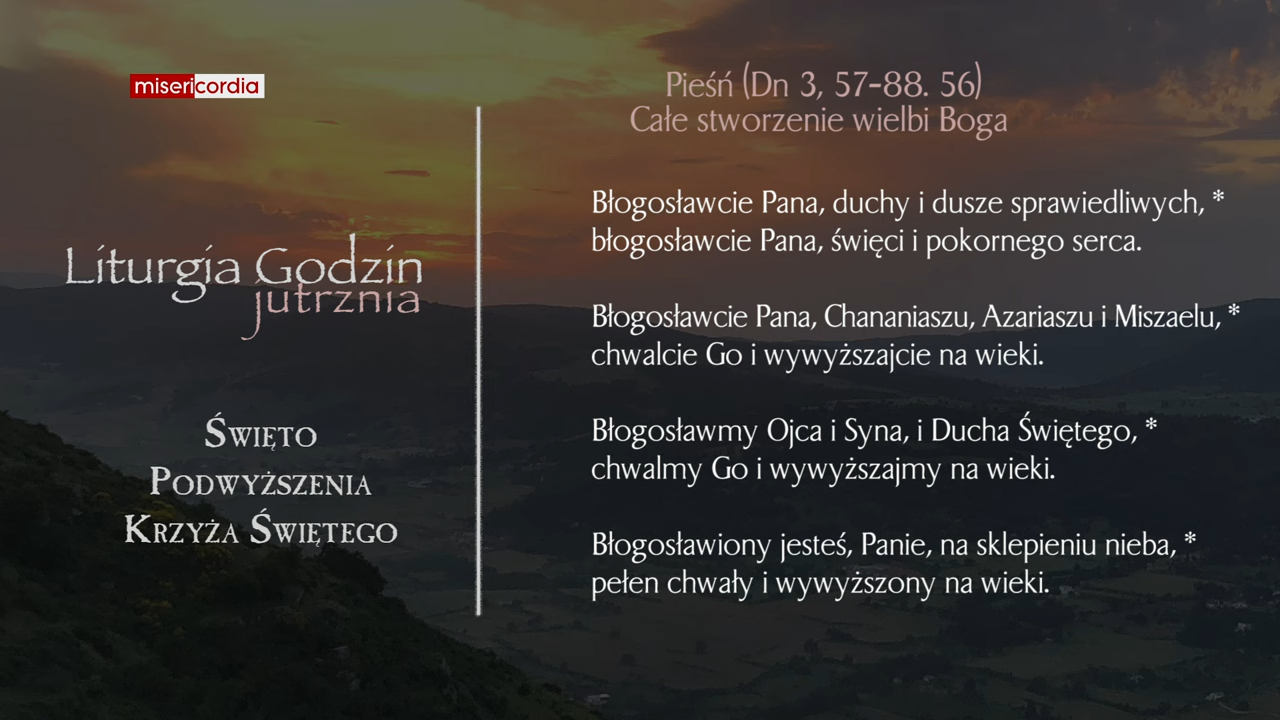 misericordia
Liturgia Godzin
jutrznia
Święto
Podwyższenia
Krzyża Świętego
Pieśń (Dn 3, 57-88. 56)
Całe stworzenie wielbi Boga
Błogosławcie Pana, duchy i dusze sprawiedliwych, *
błogosławcie Pana, święci i pokornego serca.
Błogosławcie Pana, Chananiaszu, Azariaszu i Miszaelu, *
chwalcie Go i wywyższajcie na wieki.
Błogosławmy Ojca i Syna, i Ducha Świętego, *
chwalmy Go i wywyższajmy na wieki.
Błogosławiony jesteś, Panie, na sklepieniu nieba, *
pełen chwały i wywyższony na wieki.